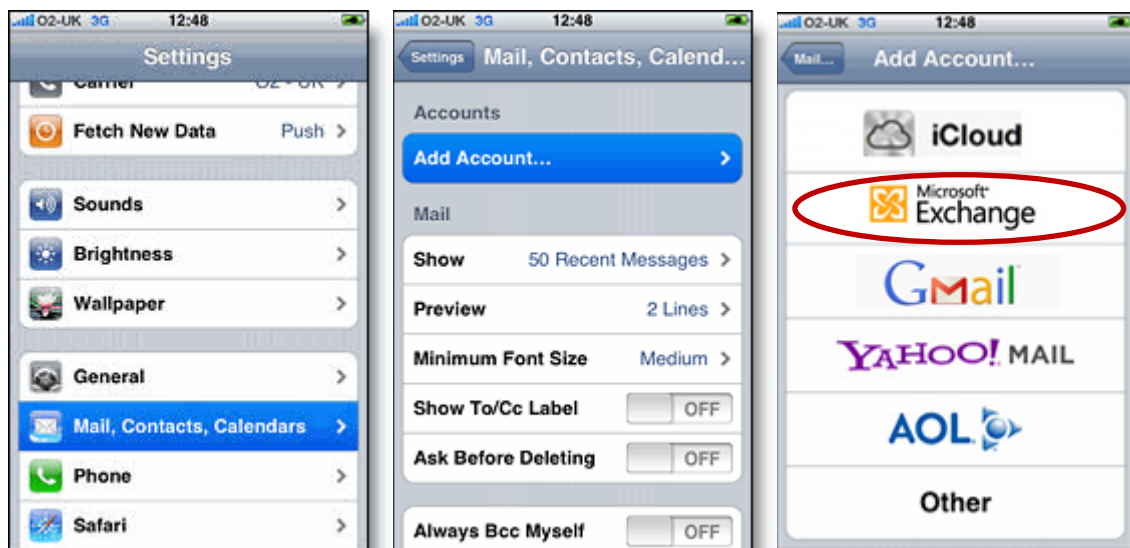 O2-UK 3G 12:48
Settings
Carrier O2 - UK
Fetch New Data Push
Sounds
Brightness
Wallpaper
General
Mail, Contacts, Calendars
Phone
Safari
O2-UK 3G 12:48
Settings Mail, Contacts, Calend...
Accounts
Add Account...
Mail
Show 50 Recent Messages
Preview 2 Lines
Minimum Font Size Medium
Show To/Cc Label OFF
Ask Before Deleting OFF
Always Bcc Myself OFF
O2-UK 3G 12:48
Mail... Add Account...
iCloud
Microsoft
Exchange
Gmail
YAHOO! MAIL
AOL
Other